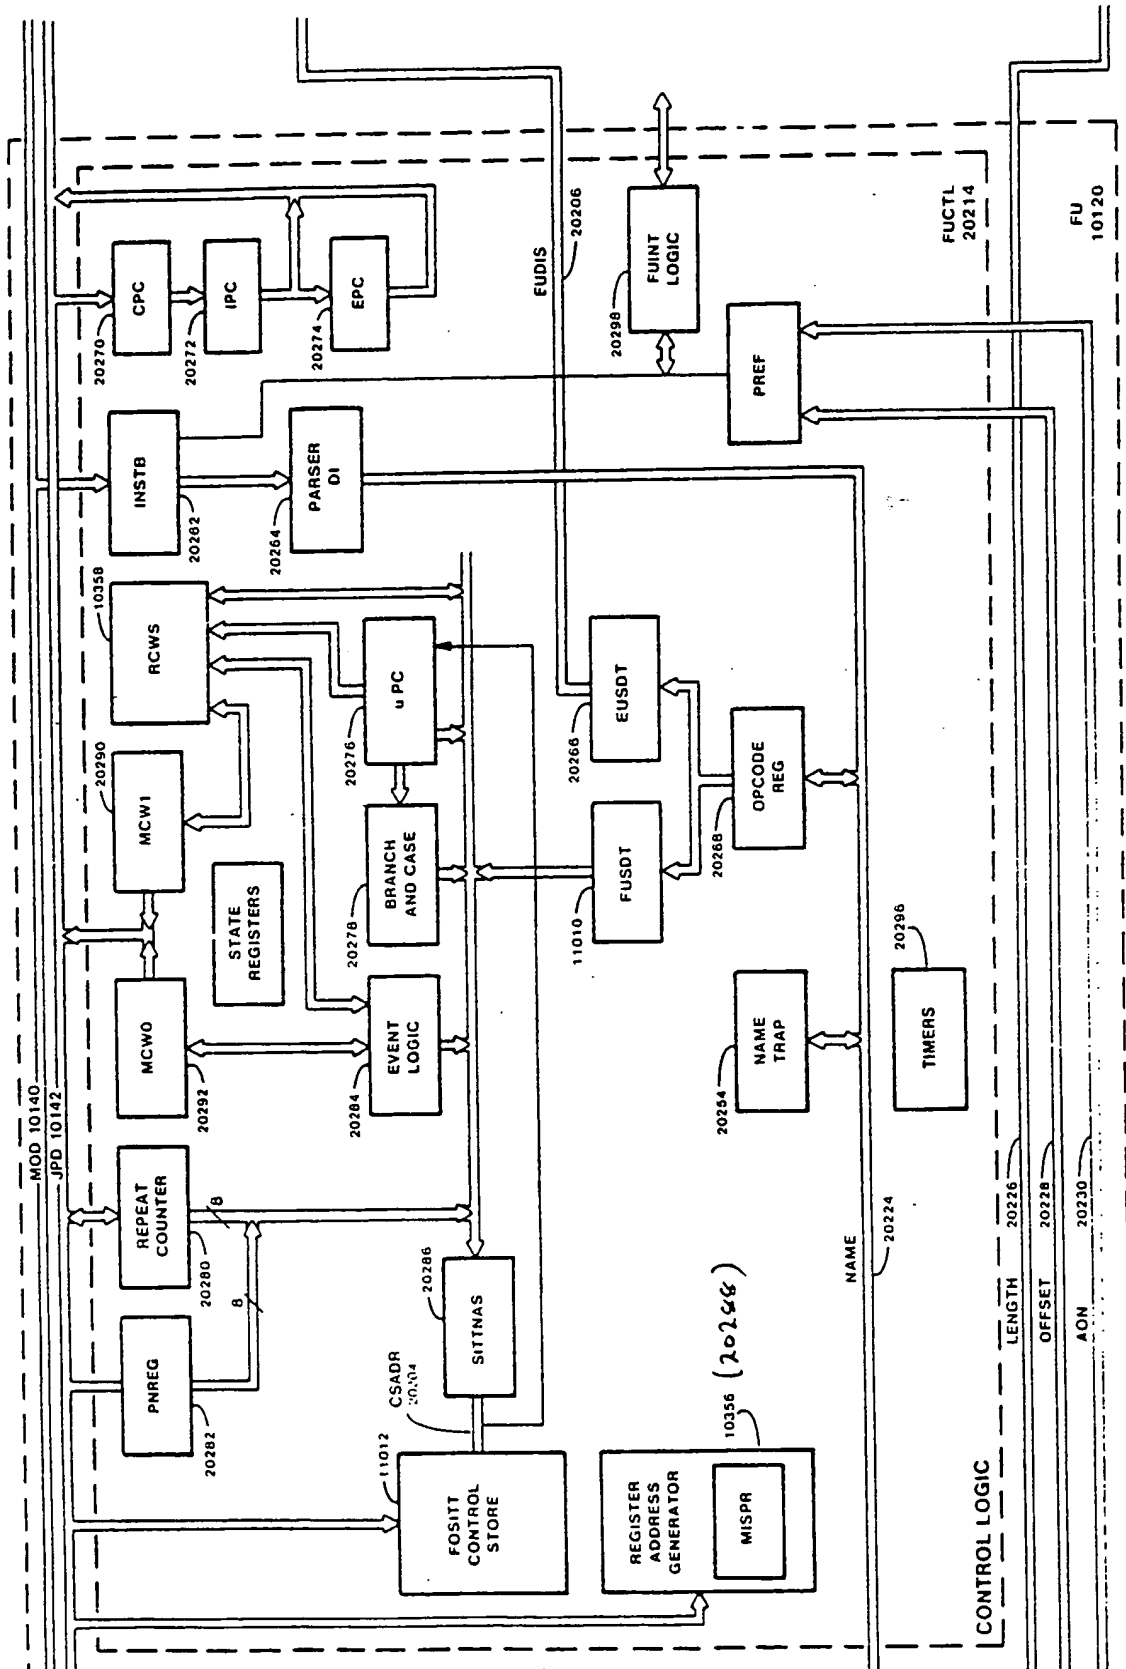 MOD 10140
JPD 10142
PNREG
20282
8
REPEAT
COUNTER
20280
8
MCW0
20292
STATE
REGISTERS
MCW1
20290
RCWS
10358
INSTB
20262
CPC
20270
IPC
20272
EPC
20274
PARSER
DI
20264
EVENT
LOGIC
20284
BRANCH
AND CASE
20278
uPC
20276
FOSITT
CONTROL
STORE
11012
CSADR
20204
SITTNAS
20286
FUSDT
11010
EUSDT
20266
FUDIS
20206
FUINT
LOGIC
20298
REGISTER
ADDRESS
GENERATOR
MISPR
10356 (20288)
NAME
TRAP
20254
OPCODE
REG
20268
PREF
NAME
20224
TIMERS
20296
CONTROL LOGIC
FUCTL
20214
LENGTH
20226
OFFSET
20228
AON
20230
FU
10120